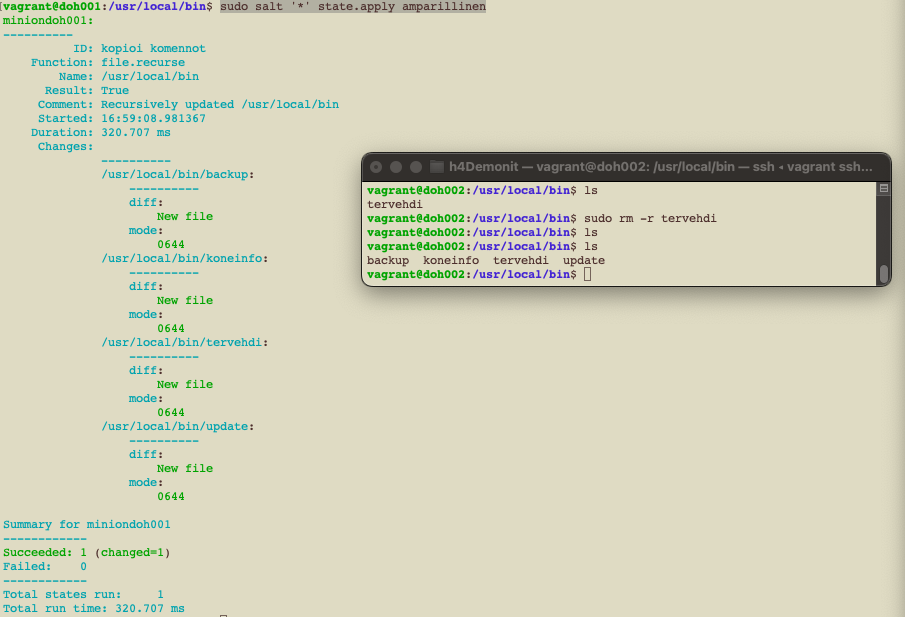 [vagrant@doh001:/usr/local/bin$ sudo salt '*' state.apply amparillinen
miniondoh001:
----------
ID: kopioi komennot
Function: file.recurse
Name: /usr/local/bin
Result: True
Comment: Recursively updated /usr/local/bin
Started: 16:59:08.981367
Duration: 320.707 ms
Changes:
----------
/usr/local/bin/backup:
----------
diff:
New file
mode:
0644
/usr/local/bin/koneinfo:
----------
diff:
New file
mode:
0644
/usr/local/bin/tervehdi:
----------
diff:
New file
mode:
0644
/usr/local/bin/update:
----------
diff:
New file
mode:
0644
Summary for miniondoh001
------------
Succeeded: 1 (changed=1)
Failed: 0
------------
Total states run: 1
Total run time: 320.707 ms
h4Demonit — vagrant@doh002: /usr/local/bin — ssh ◂ vagrant ssh...
vagrant@doh002:/usr/local/bin$ ls
tervehdi
vagrant@doh002:/usr/local/bin$ sudo rm -r tervehdi
vagrant@doh002:/usr/local/bin$ ls
vagrant@doh002:/usr/local/bin$ ls
backup koneinfo tervehdi update
vagrant@doh002:/usr/local/bin$